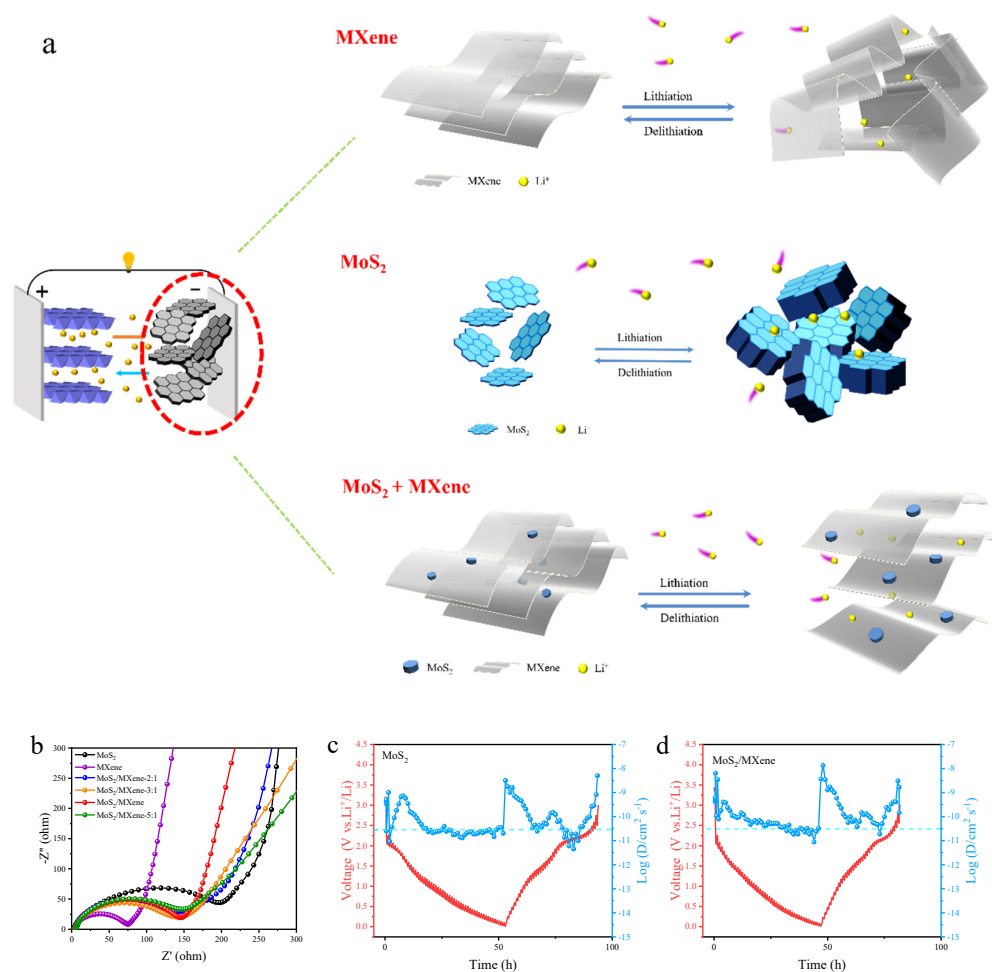 a
MXene
Lithiation
Delithiation
MXene
Li⁺
+
−
MoS₂
Lithiation
Delithiation
MoS₂
Li⁺
MoS₂ + MXene
Lithiation
Delithiation
MoS₂
MXene
Li⁺
b
MoS₂
MXene
MoS₂/MXene-2:1
MoS₂/MXene-3:1
MoS₂/MXene
MoS₂/MXene-5:1
300
250
200
150
100
50
0
-Z" (ohm)
0 50 100 150 200 250 300
Z' (ohm)
c
MoS₂
4.5
4.0
3.5
3.0
2.5
2.0
1.5
1.0
0.5
0.0
Voltage (V vs.Li⁺/Li)
-7
-8
-9
-10
-11
-12
-13
-14
-15
Log (D/cm² s⁻¹)
0 50 100
Time (h)
d
MoS₂/MXene
4.5
4.0
3.5
3.0
2.5
2.0
1.5
1.0
0.5
0.0
Voltage (V vs.Li⁺/Li)
-7
-8
-9
-10
-11
-12
-13
-14
-15
Log (D/cm² s⁻¹)
0 50 100
Time (h)